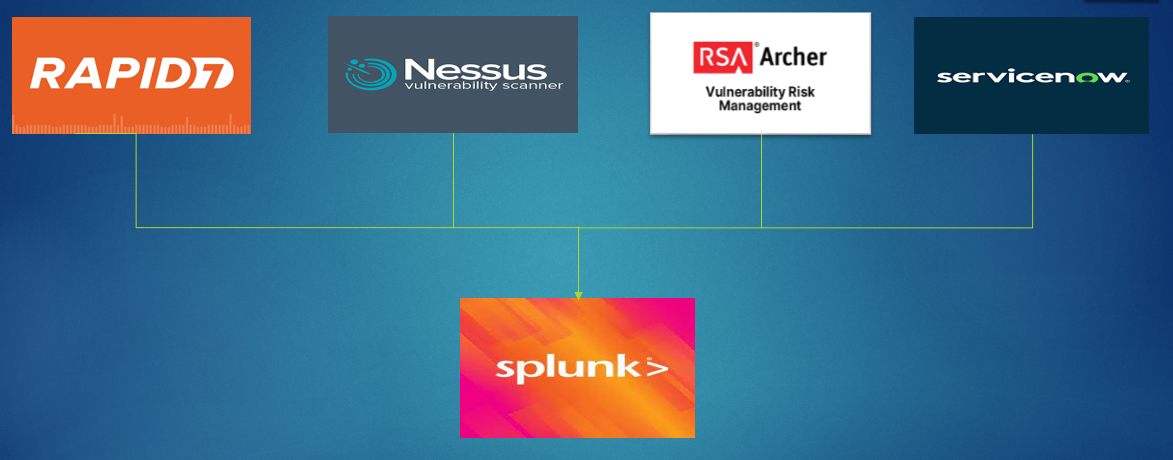 RAPID7
Nessus
vulnerability scanner
RSA Archer
Vulnerability Risk
Management
servicenow
splunk>